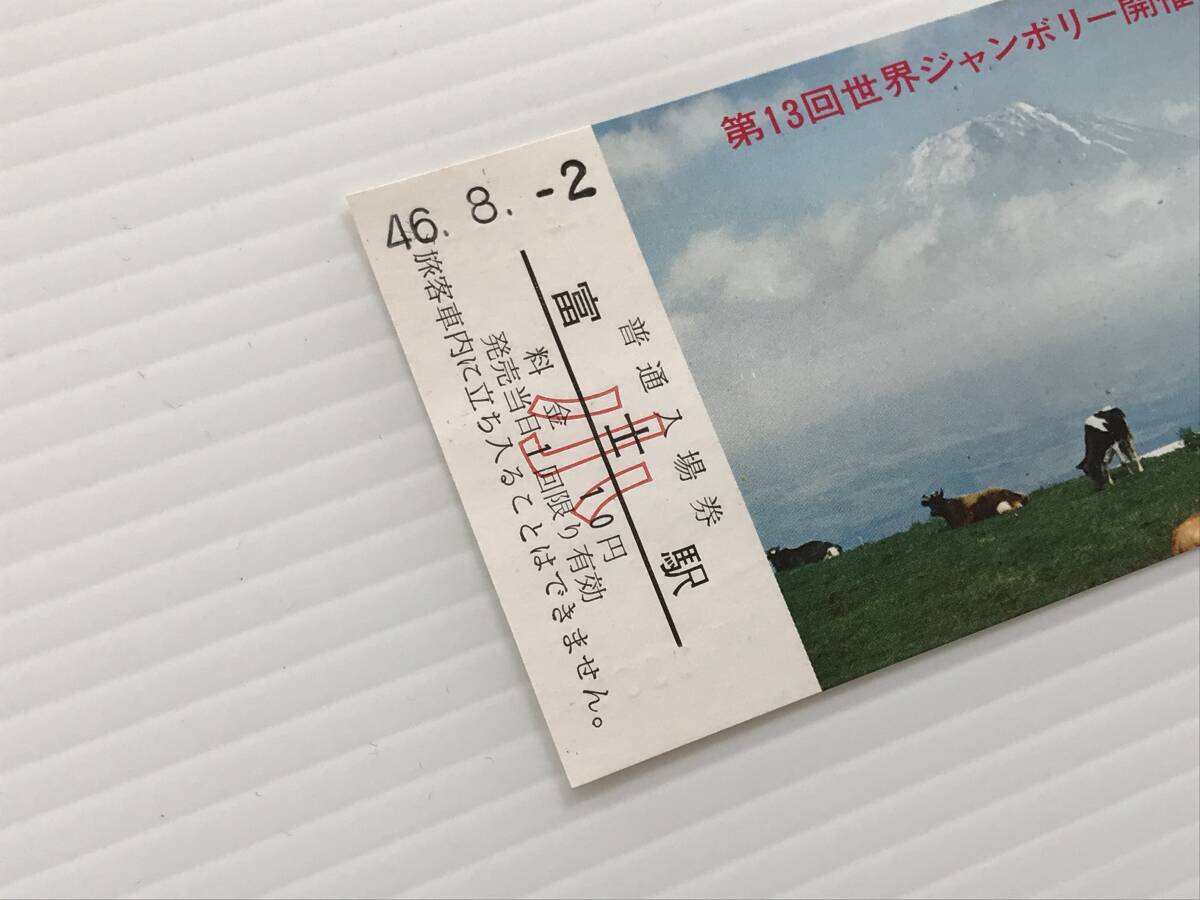 第13回世界ジャンボリー開催
46. 8. -2
普通入場券
富士駅
料金 10円
小
発売当日1回限り有効
旅客車内に立ち入ることはできません。